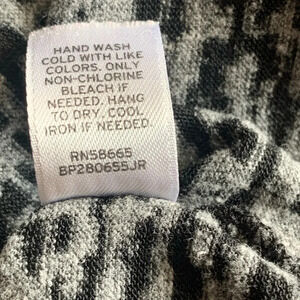 HAND WASH
COLD WITH LIKE
COLORS. ONLY
NON-CHLORINE
BLEACH IF
NEEDED. HANG
TO DRY. COOL
IRON IF NEEDED.
RN58665
BP280655JR